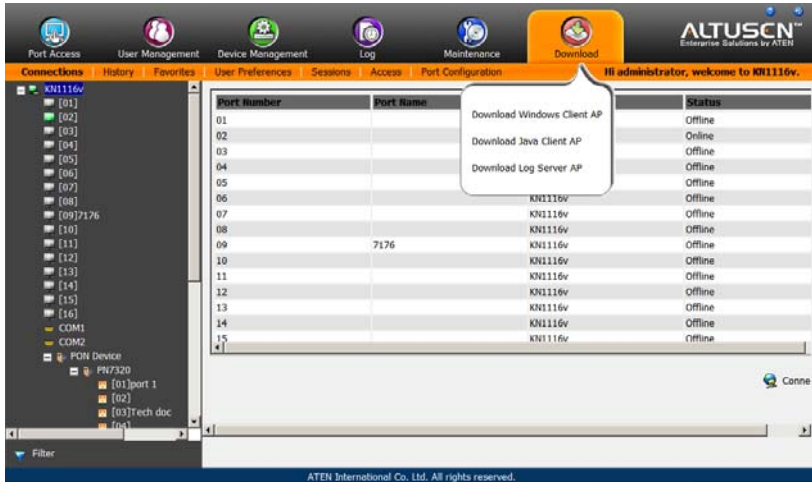 ALTUSEN™
Enterprise Solutions by ATEN
Port Access User Management Device Management Log Maintenance Download
Connections History Favorites User Preferences Sessions Access Port Configuration Hi administrator, welcome to KN1116v.
KN1116v
[01]
[02]
[03]
[04]
[05]
[06]
[07]
[08]
[09]7176
[10]
[11]
[12]
[13]
[14]
[15]
[16]
COM1
COM2
PON Device
PN7320
[01]port 1
[02]
[03]Tech doc
[04]
Filter
Port Number Port Name Status
01 Offline
02 Online
03 Offline
04 Offline
05 Offline
06 KN1116v Offline
07 KN1116v Offline
08 KN1116v Offline
09 7176 KN1116v Offline
10 KN1116v Offline
11 KN1116v Offline
12 KN1116v Offline
13 KN1116v Offline
14 KN1116v Offline
15 KN1116v Offline
Download Windows Client AP
Download Java Client AP
Download Log Server AP
Conne
ATEN International Co. Ltd. All rights reserved.